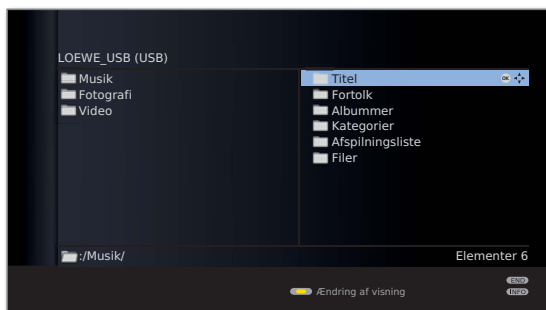 LOEWE_USB (USB)
Musik
Fotografi
Video
Titel OK
Fortolk
Albummer
Kategorier
Afspilningsliste
Filer
:/Musik/ Elementer 6
END
Ændring af visning INFO